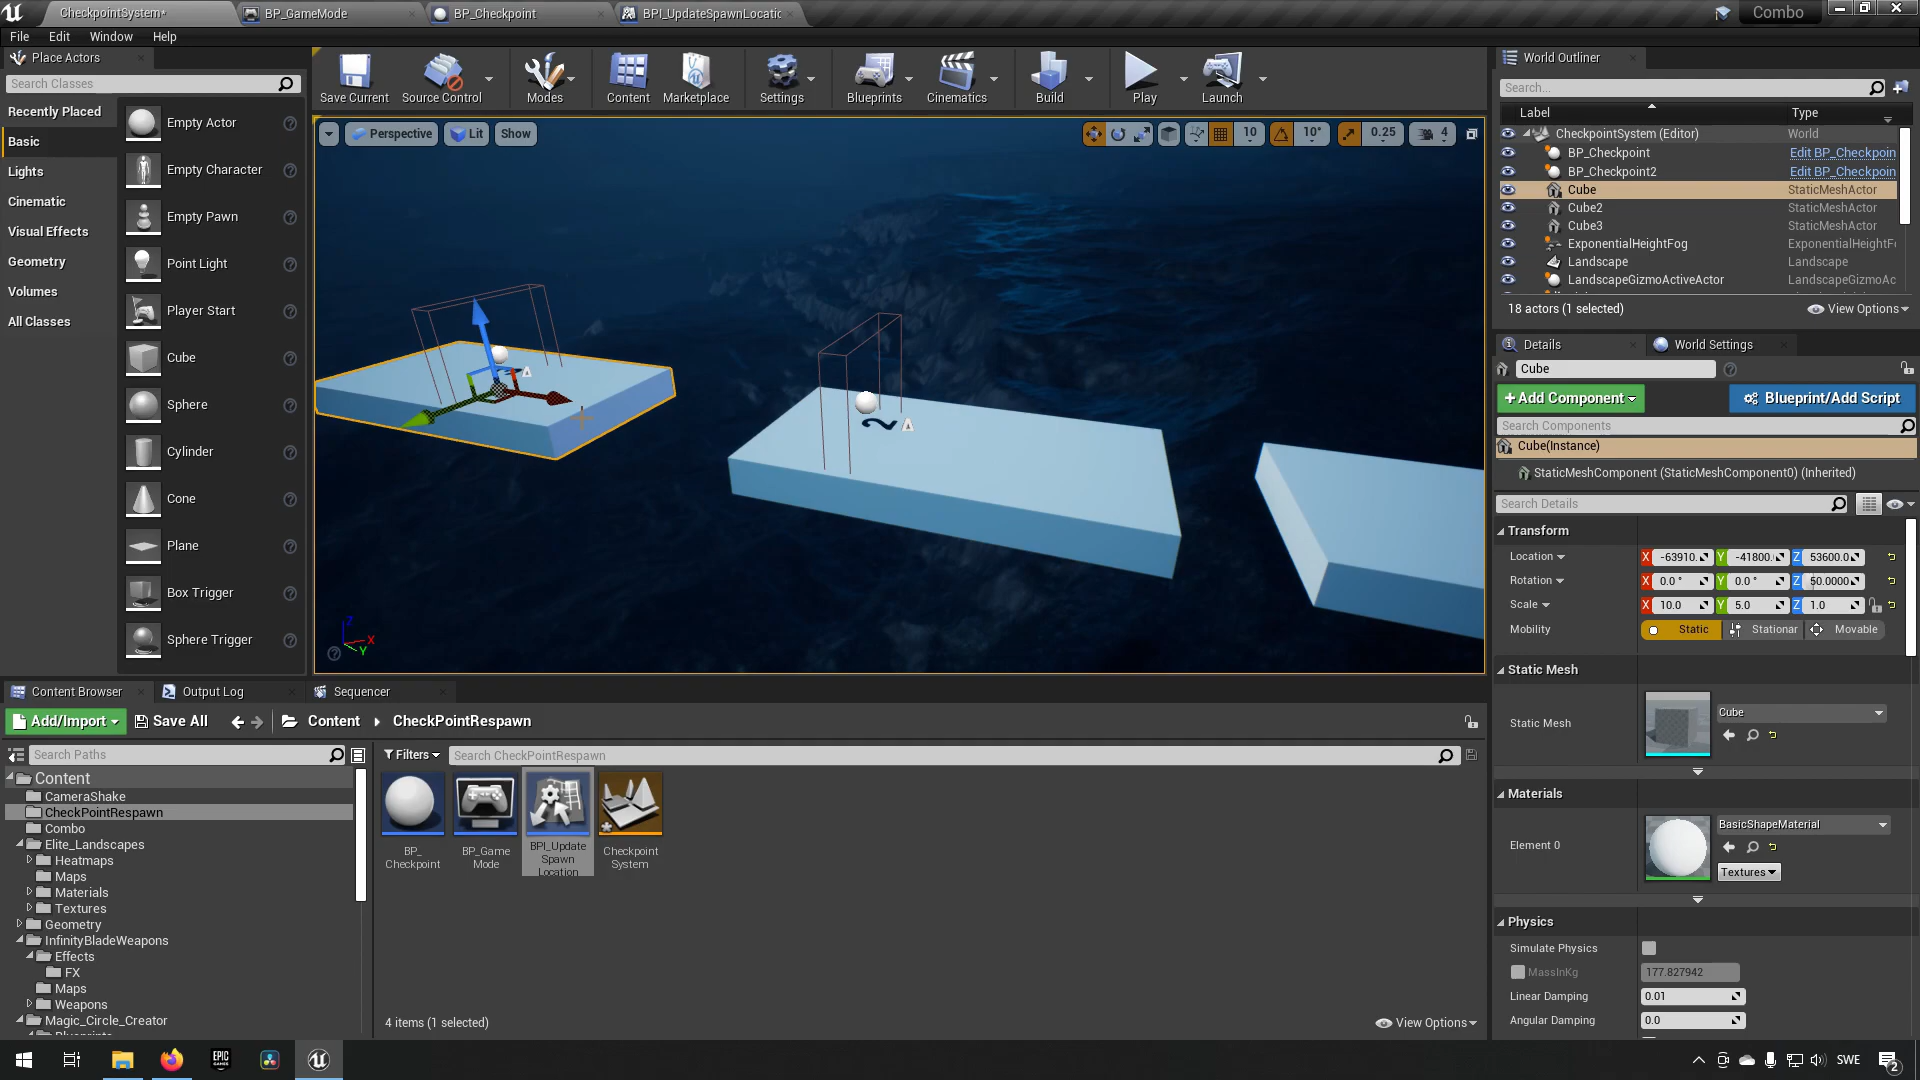 CheckpointSystem*
BP_GameMode
BP_Checkpoint
BPI_UpdateSpawnLocatio
Combo
File
Edit
Window
Help
Place Actors
Search Classes
Recently Placed
Basic
Lights
Cinematic
Visual Effects
Geometry
Volumes
All Classes
Empty Actor
Empty Character
Empty Pawn
Point Light
Player Start
Cube
Sphere
Cylinder
Cone
Plane
Box Trigger
Sphere Trigger
Save Current
Source Control
Modes
Content
Marketplace
Settings
Blueprints
Cinematics
Build
Play
Launch
Perspective
Lit
Show
10
10°
0.25
4
Z
X
Y
World Outliner
Search...
Label
Type
CheckpointSystem (Editor)
World
BP_Checkpoint
Edit BP_Checkpoin
BP_Checkpoint2
Edit BP_Checkpoin
Cube
StaticMeshActor
Cube2
StaticMeshActor
Cube3
StaticMeshActor
ExponentialHeightFog
ExponentialHeightF
Landscape
Landscape
LandscapeGizmoActiveActor
LandscapeGizmoAc
18 actors (1 selected)
View Options
Details
World Settings
Cube
+Add Component
Blueprint/Add Script
Search Components
Cube(Instance)
StaticMeshComponent (StaticMeshComponent0) (Inherited)
Search Details
Transform
Location
X
-63910.
Y
-41800.
Z
53600.0
Rotation
X
0.0 °
Y
0.0 °
Z
50.0000
Scale
X
10.0
Y
5.0
Z
1.0
Mobility
Static
Stationar
Movable
Static Mesh
Static Mesh
Cube
Materials
Element 0
BasicShapeMaterial
Textures
Physics
Simulate Physics
MassInKg
177.827942
Linear Damping
0.01
Angular Damping
0.0
Content Browser
Output Log
Sequencer
Add/Import
Save All
Content
CheckPointRespawn
Search Paths
Filters
Search CheckPointRespawn
Content
CameraShake
CheckPointRespawn
Combo
Elite_Landscapes
Heatmaps
Maps
Materials
Textures
Geometry
InfinityBladeWeapons
Effects
FX
Maps
Weapons
Magic_Circle_Creator
BP_
Checkpoint
BP_Game
Mode
BPI_Update
Spawn
Location
Checkpoint
System
4 items (1 selected)
View Options
EPIC
GAMES
SWE
2